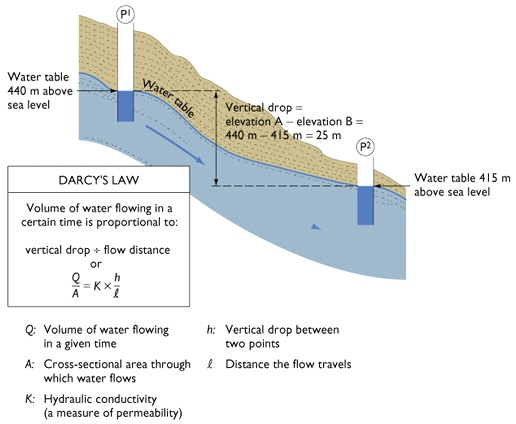 P1
Water table
440 m above
sea level
Water table
Vertical drop =
elevation A – elevation B =
440 m – 415 m = 25 m
P2
Water table 415 m
above sea level
DARCY'S LAW
Volume of water flowing in a
certain time is proportional to:
vertical drop ÷ flow distance
or
Q/A = K × h/ℓ
Q: Volume of water flowing
in a given time
A: Cross-sectional area through
which water flows
K: Hydraulic conductivity
(a measure of permeability)
h: Vertical drop between
two points
ℓ Distance the flow travels